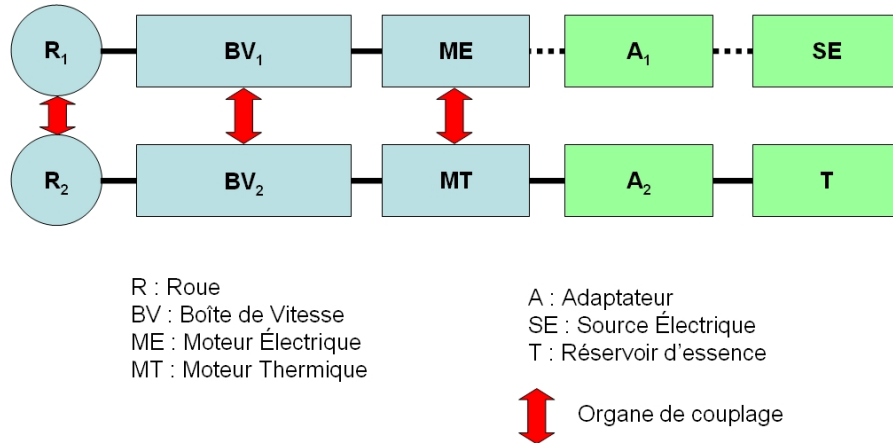 R₁ BV₁ ME A₁ SE
R₂ BV₂ MT A₂ T
R : Roue
BV : Boîte de Vitesse
ME : Moteur Électrique
MT : Moteur Thermique
A : Adaptateur
SE : Source Électrique
T : Réservoir d'essence
Organe de couplage